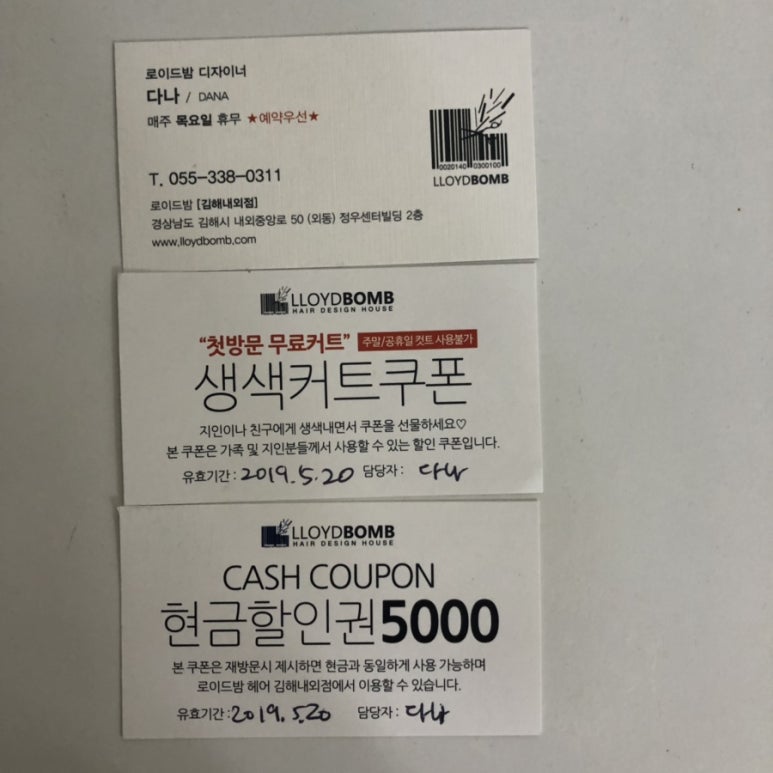 로이드밤 디자이너
다나 / DANA
매주 목요일 휴무 ★예약우선★
T. 055-338-0311
0020140 0300100
LLOYDBOMB
로이드밤 [김해내외점]
경상남도 김해시 내외중앙로 50 (외동) 정우센터빌딩 2층
www.lloydbomb.com
LLOYDBOMB
HAIR DESIGN HOUSE
“첫방문 무료커트” 주말/공휴일 컷트 사용불가
생색커트쿠폰
지인이나 친구에게 생색내면서 쿠폰을 선물하세요♡
본 쿠폰은 가족 및 지인분들께서 사용할 수 있는 할인 쿠폰입니다.
유효기간 : 2019.5.20 담당자 : 다나
LLOYDBOMB
HAIR DESIGN HOUSE
CASH COUPON
현금할인권5000
본 쿠폰은 재방문시 제시하면 현금과 동일하게 사용 가능하며
로이드밤 헤어 김해내외점에서 이용할 수 있습니다.
유효기간 : 2019.5.20 담당자 : 다나